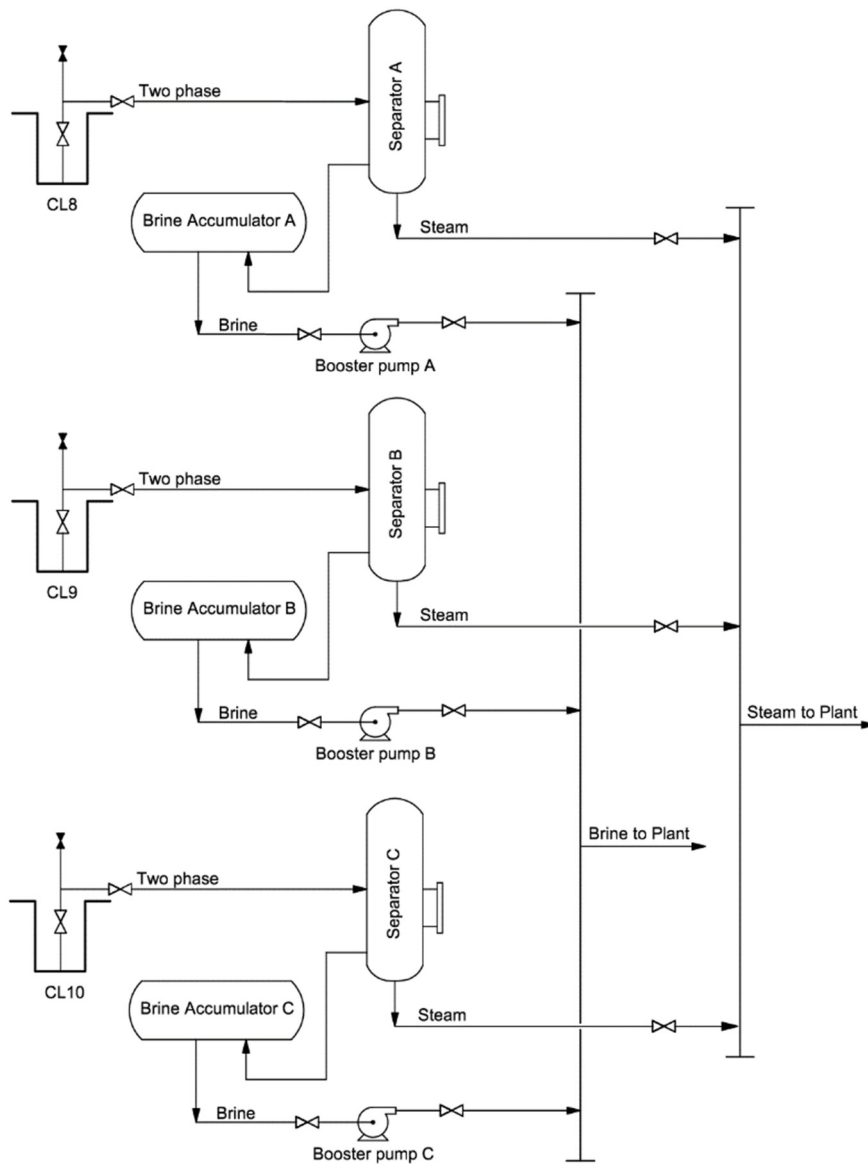 Two phase
Separator A
CL8
Brine Accumulator A
Steam
Brine
Booster pump A
Two phase
Separator B
CL9
Brine Accumulator B
Steam
Brine
Booster pump B
Steam to Plant
Brine to Plant
Two phase
Separator C
CL10
Brine Accumulator C
Steam
Brine
Booster pump C